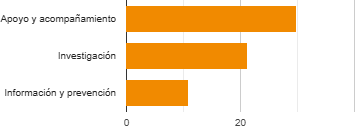 Apoyo y acompañamiento
Investigación
Información y prevención
0 20